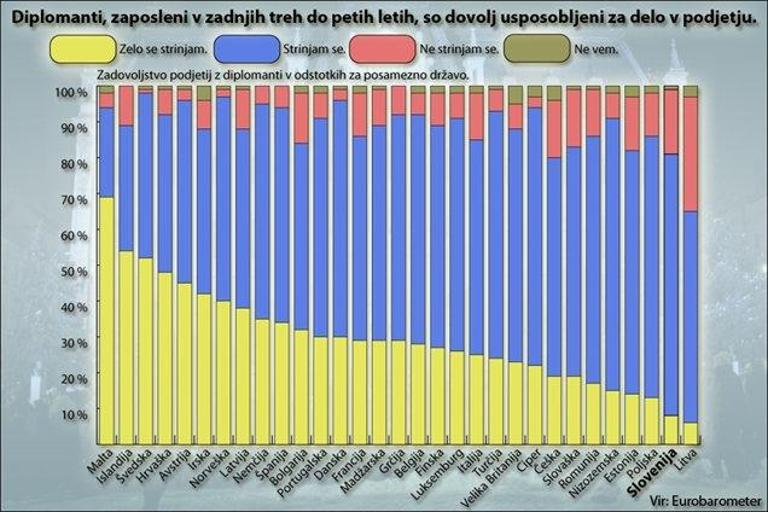 Diplomanti, zaposleni v zadnjih treh do petih letih, so dovolj usposobljeni za delo v podjetju.
Zelo se strinjam. Strinjam se. Ne strinjam se. Ne vem.
Zadovoljstvo podjetij z diplomanti v odstotkih za posamezno državo.
100 %
90 %
80 %
70 %
60 %
50 %
40 %
30 %
20 %
10 %
Malta
Islandija
Švedska
Hrvaška
Avstrija
Irska
Norveška
Latvija
Nemčija
Španija
Bolgarija
Portugalska
Danska
Francija
Madžarska
Grčija
Belgija
Finska
Luksemburg
Italija
Turčija
Velika Britanija
Ciper
Češka
Slovaška
Romunija
Nizozemska
Estonija
Poljska
Slovenija
Litva
Vir: Eurobarometer